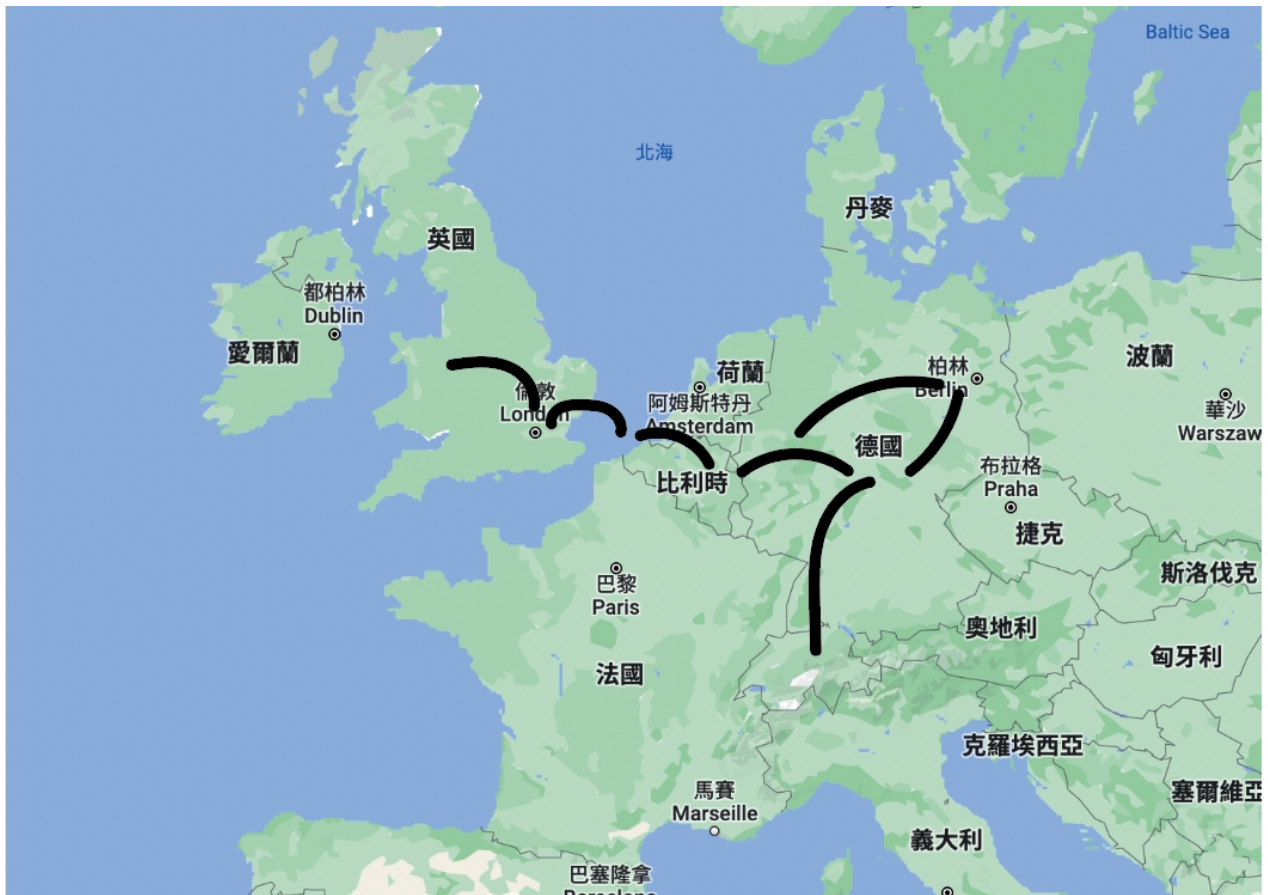 Baltic Sea
北海
丹麥
英國
都柏林
Dublin
愛爾蘭
荷蘭
柏林
Berlin
波蘭
倫敦
London
阿姆斯特丹
Amsterdam
華沙
Warszaw
德國
比利時
布拉格
Praha
捷克
巴黎
Paris
斯洛伐克
奧地利
匈牙利
法國
克羅埃西亞
馬賽
Marseille
塞爾維亞
義大利
巴塞隆拿
Barcelona